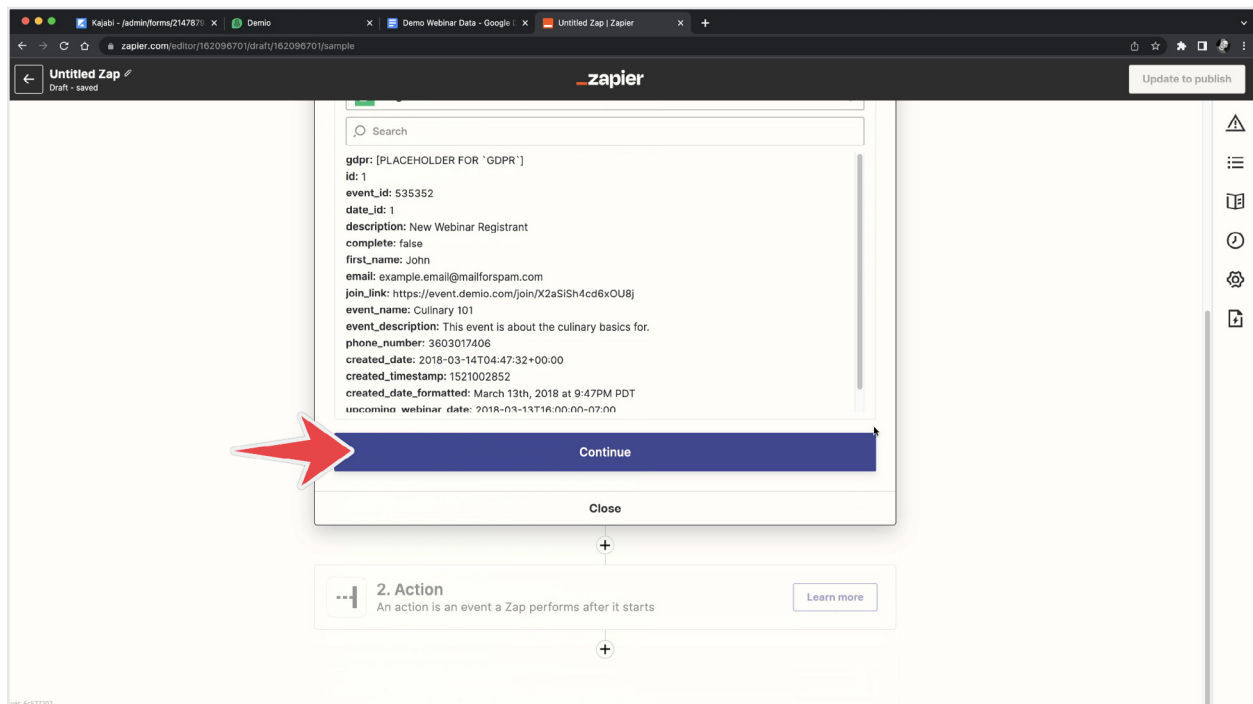 Kajabi - /admin/forms/2147879
Demio
Demo Webinar Data - Google
Untitled Zap | Zapier
zapier.com/editor/162096701/draft/162096701/sample
Untitled Zap
Draft - saved
_zapier
Update to publish
Search
gdpr: [PLACEHOLDER FOR `GDPR`]
id: 1
event_id: 535352
date_id: 1
description: New Webinar Registrant
complete: false
first_name: John
email: example.email@mailforspam.com
join_link: https://event.demio.com/join/X2aSiSh4cd6xOU8j
event_name: Culinary 101
event_description: This event is about the culinary basics for.
phone_number: 3603017406
created_date: 2018-03-14T04:47:32+00:00
created_timestamp: 1521002852
created_date_formatted: March 13th, 2018 at 9:47PM PDT
upcoming_webinar_date: 2018-03-13T16:00:00-07:00
Continue
Close
2. Action
An action is an event a Zap performs after it starts
Learn more